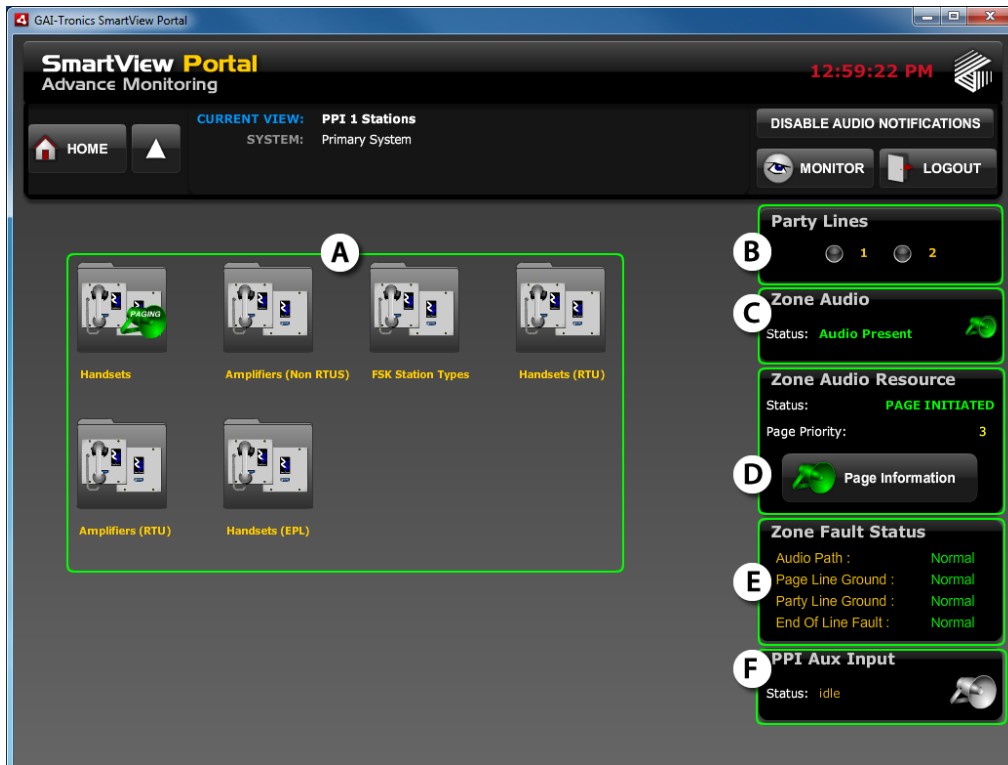 GAI-Tronics SmartView Portal
SmartView Portal
Advance Monitoring
12:59:22 PM
HOME
CURRENT VIEW: PPI 1 Stations
SYSTEM: Primary System
DISABLE AUDIO NOTIFICATIONS
MONITOR
LOGOUT
A
PAGING
Handsets
Amplifiers (Non RTUS)
FSK Station Types
Handsets (RTU)
Amplifiers (RTU)
Handsets (EPL)
B
Party Lines
1 2
C
Zone Audio
Status: Audio Present
D
Zone Audio Resource
Status: PAGE INITIATED
Page Priority: 3
Page Information
E
Zone Fault Status
Audio Path : Normal
Page Line Ground : Normal
Party Line Ground : Normal
End Of Line Fault : Normal
F
PPI Aux Input
Status: idle